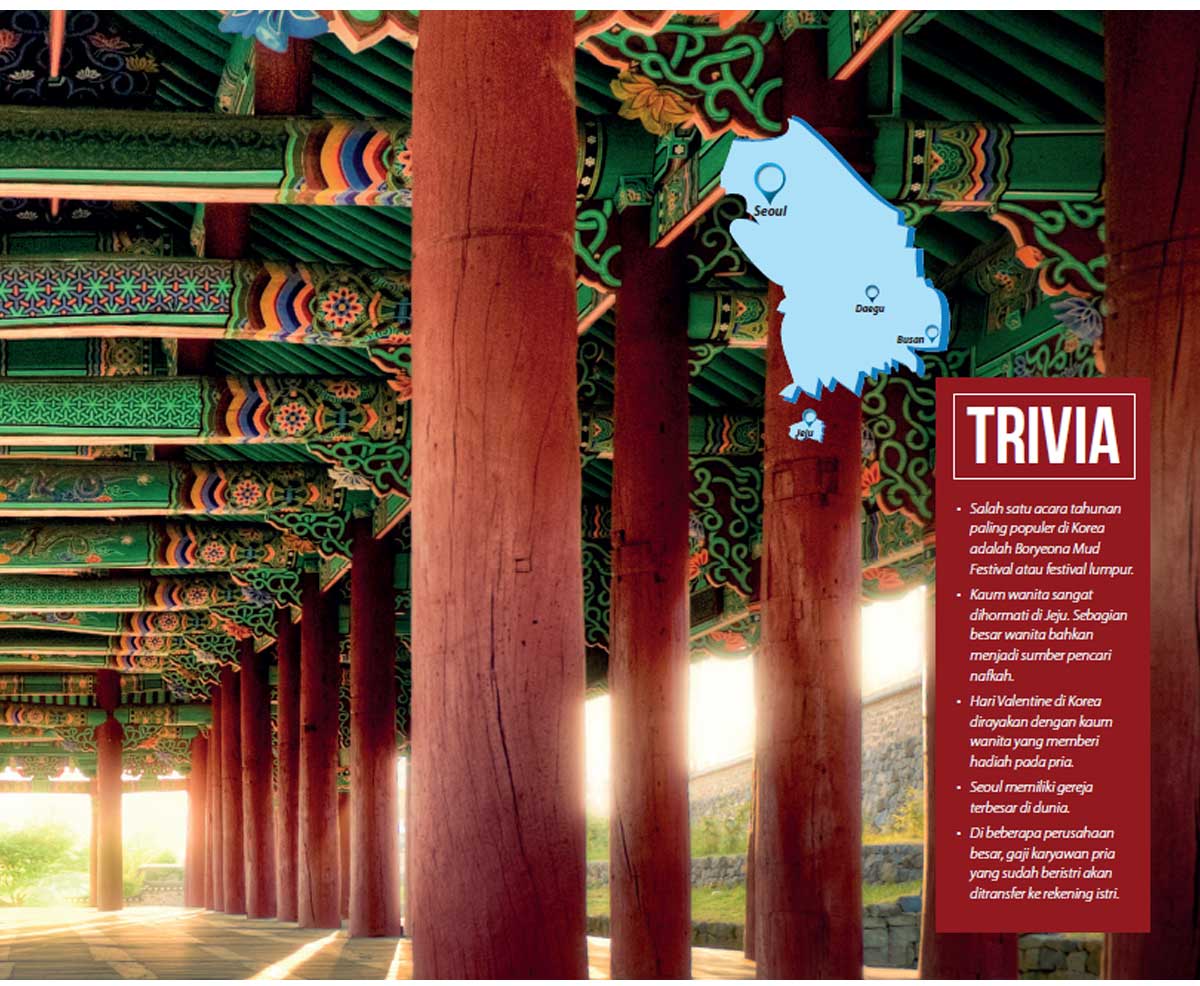 Seoul
Daegu
Busan
Jeju
TRIVIA
• Salah satu acara tahunan
paling populer di Korea
adalah Boryeona Mud
Festival atau festival lumpur.
• Kaum wanita sangat
dihormati di Jeju. Sebagian
besar wanita bahkan
menjadi sumber pencari
nafkah.
• Hari Valentine di Korea
dirayakan dengan kaum
wanita yang memberi
hadiah pada pria.
• Seoul memiliki gereja
terbesar di dunia.
• Di beberapa perusahaan
besar, gaji karyawan pria
yang sudah beristri akan
ditransfer ke rekening istri.